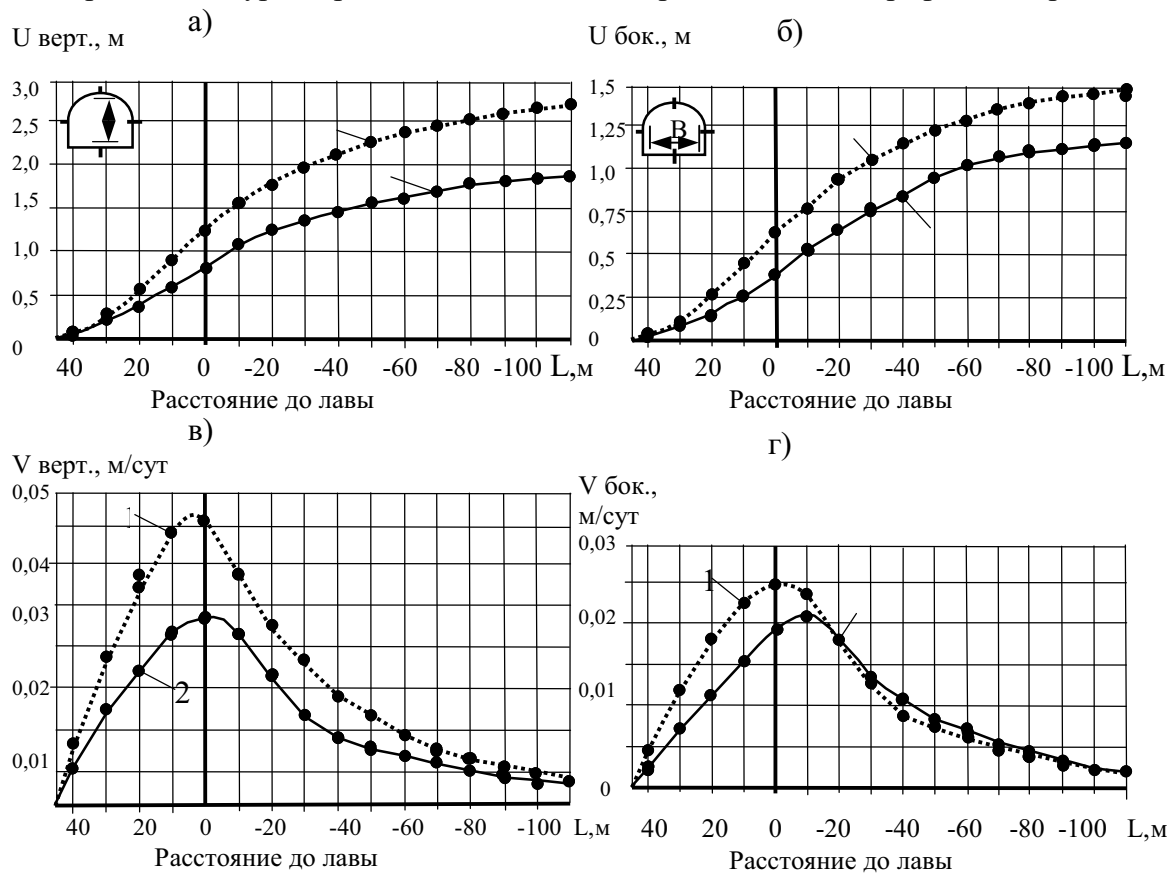 а)
U верт., м
3,0
2,5
2,0
1,5
1,0
0,5
0
40 20 0 -20 -40 -60 -80 -100 L,м
Расстояние до лавы
б)
U бок., м
1,5
1,25
1,0
0,75
0,5
0,25
0
В
40 20 0 -20 -40 -60 -80 -100 L,м
Расстояние до лавы
в)
V верт., м/сут
0,05
0,04
0,03
0,02
0,01
1
2
40 20 0 -20 -40 -60 -80 -100 L,м
Расстояние до лавы
г)
V бок.,
м/сут
0,03
0,02
0,01
0
1
40 20 0 -20 -40 -60 -80 -100 L,м
Расстояние до лавы